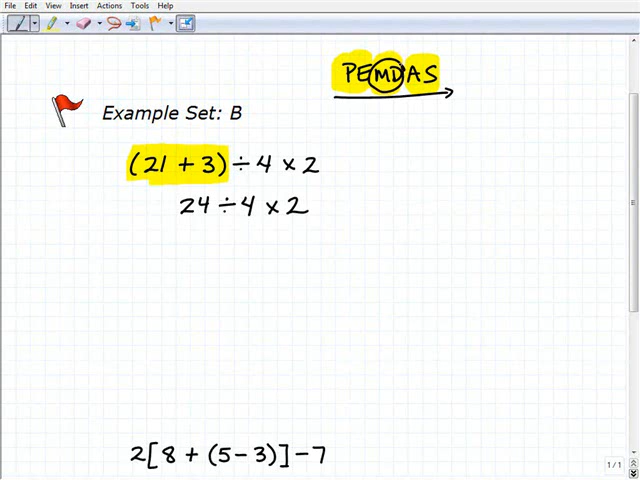 File Edit View Insert Actions Tools Help
PEMDAS
Example Set: B
(21 + 3) ÷ 4 × 2
24 ÷ 4 × 2
2[8 + (5 − 3)] − 7
1/1